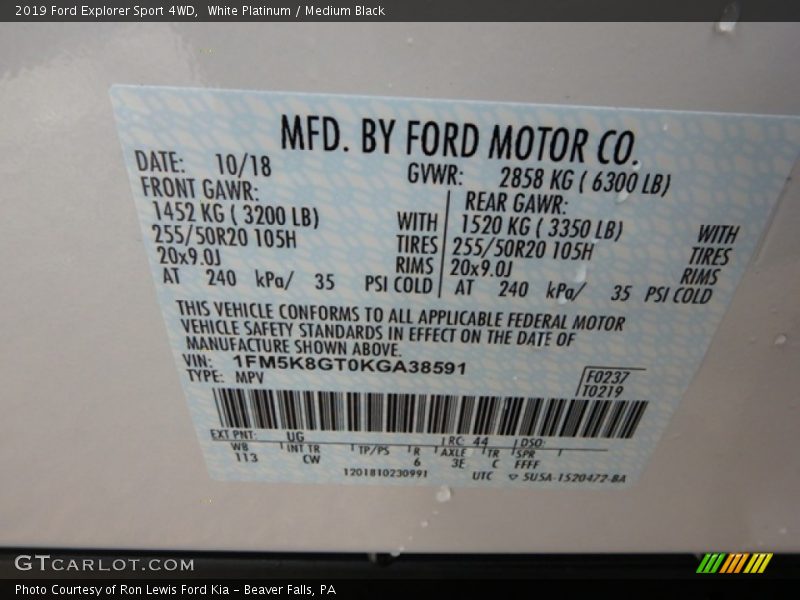 2019 Ford Explorer Sport 4WD,  White Platinum / Medium Black
MFD. BY FORD MOTOR CO.
DATE: 10/18 GVWR: 2858 KG ( 6300 LB)
FRONT GAWR: REAR GAWR:
1452 KG ( 3200 LB) WITH 1520 KG ( 3350 LB) WITH
255/50R20 105H TIRES 255/50R20 105H TIRES
20x9.0J RIMS 20x9.0J RIMS
AT 240 kPa/ 35 PSI COLD AT 240 kPa/ 35 PSI COLD
THIS VEHICLE CONFORMS TO ALL APPLICABLE FEDERAL MOTOR
VEHICLE SAFETY STANDARDS IN EFFECT ON THE DATE OF
MANUFACTURE SHOWN ABOVE.
VIN: 1FM5K8GT0KGA38591
TYPE: MPV
F0237
T0219
EXT PNT: UG RC: 44 DSO:
WB INT TR TP/PS R AXLE TR SPR
113 CW 6 3E C FFFF
1201810230991 UTC ▽ 5U5A-1520472-BA
GTCARLOT.COM
Photo Courtesy of Ron Lewis Ford Kia - Beaver Falls, PA